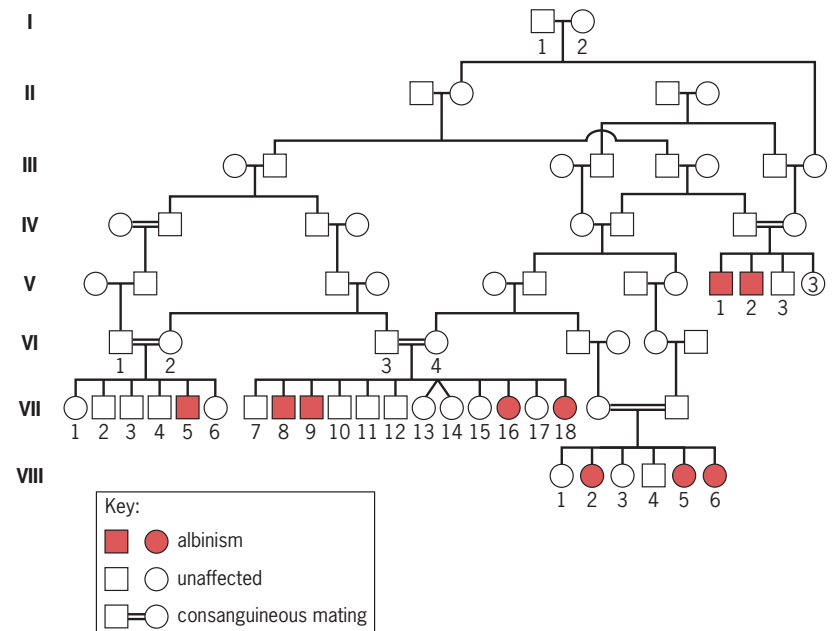 I
1 2
II
III
IV
V
3
1 2 3
VI
1 2 3 4
VII
1 2 3 4 5 6 7 8 9 10 11 12 13 14 15 16 17 18
VIII
1 2 3 4 5 6
Key:
albinism
unaffected
consanguineous mating